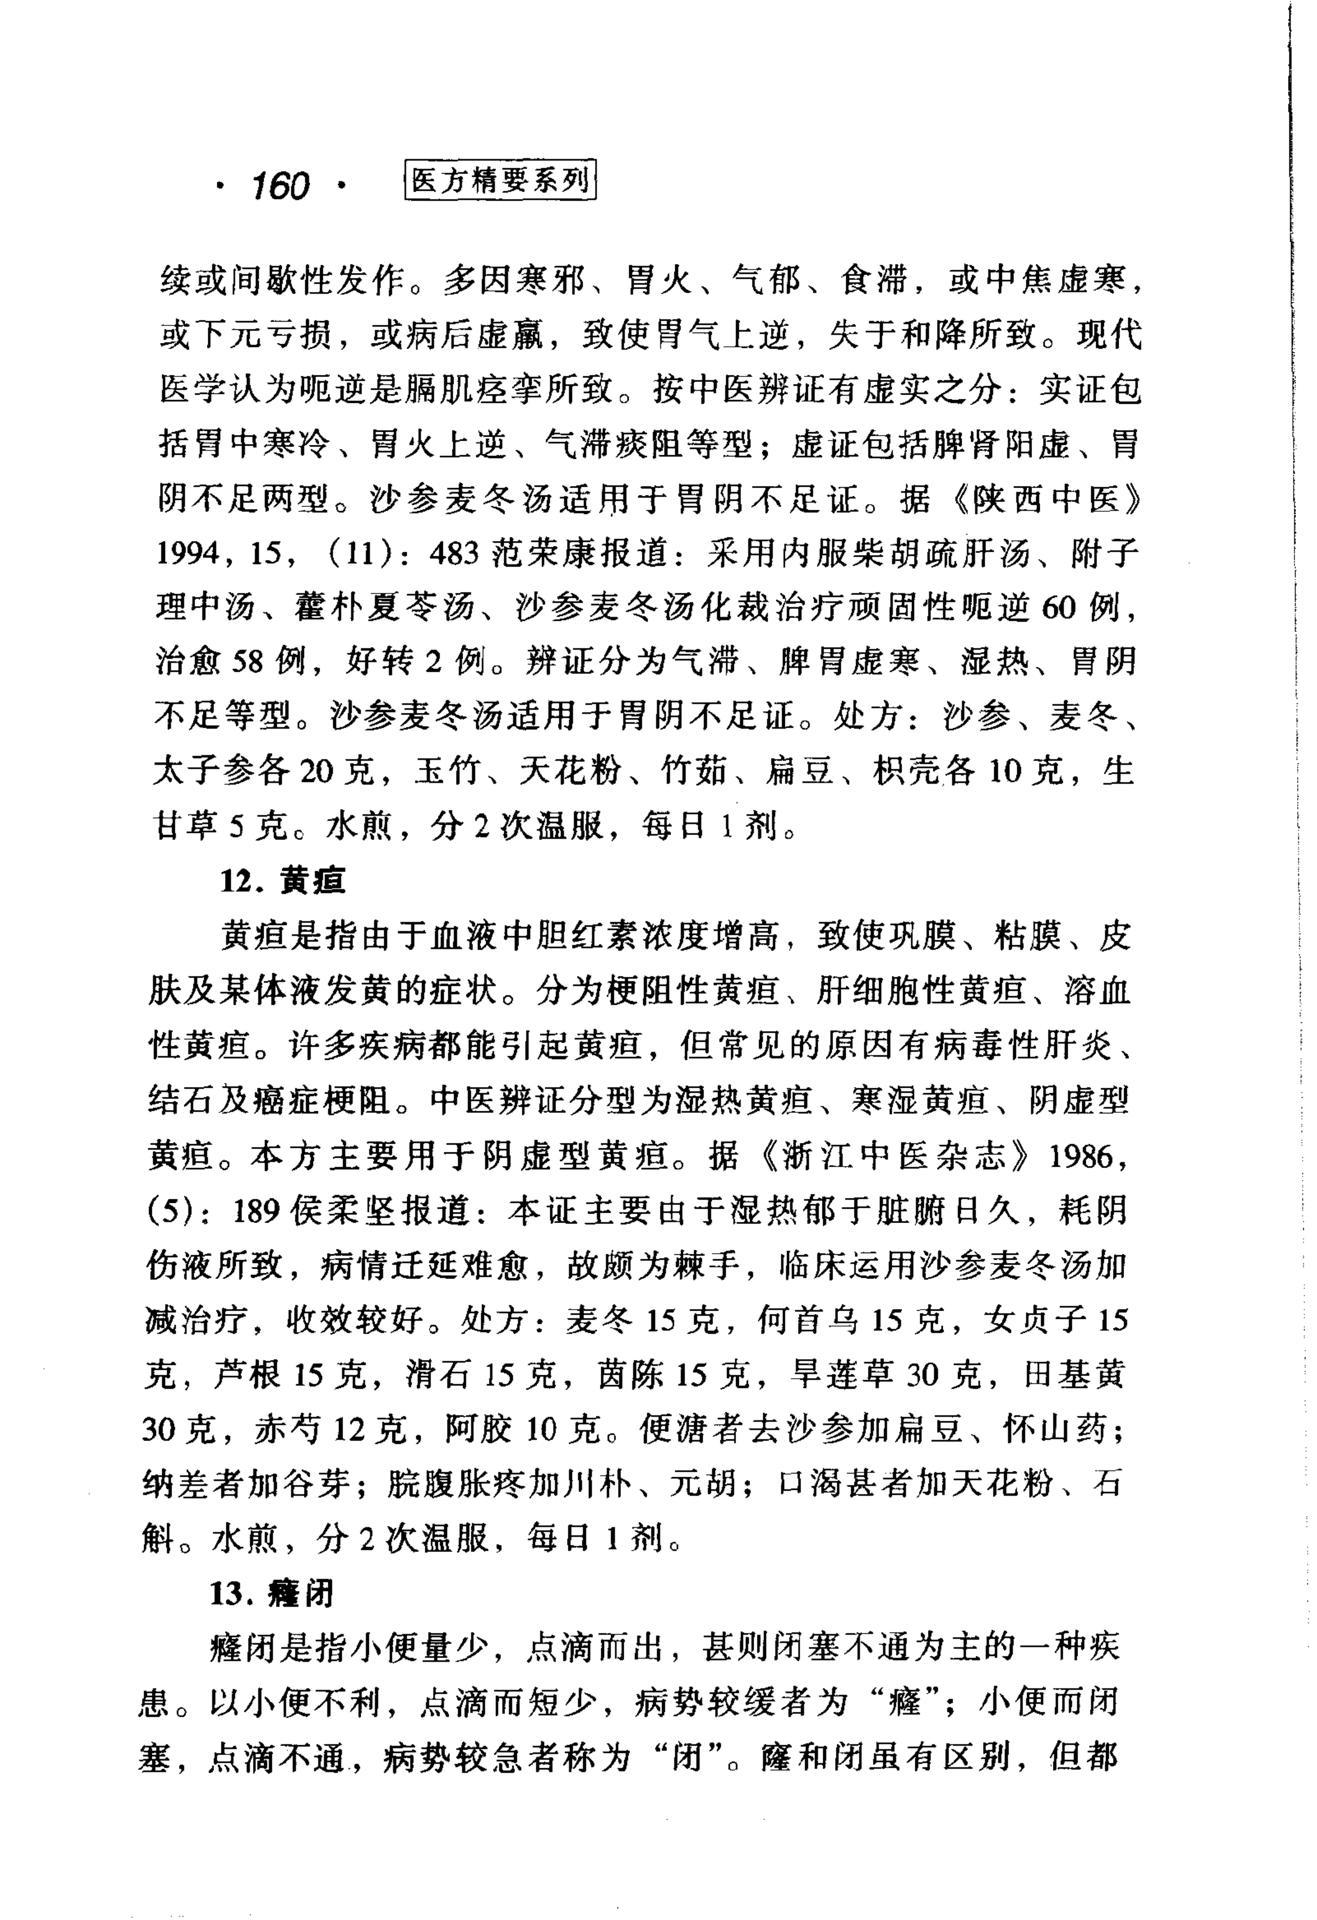 · 160 · 医方精要系列
续或间歇性发作。多因寒邪、胃火、气郁、食滞，或中焦虚寒，
或下元亏损，或病后虚羸，致使胃气上逆，失于和降所致。现代
医学认为呃逆是膈肌痉挛所致。按中医辨证有虚实之分：实证包
括胃中寒冷、胃火上逆、气滞痰阻等型；虚证包括脾肾阳虚、胃
阴不足两型。沙参麦冬汤适用于胃阴不足证。据《陕西中医》
1994，15，（11）：483 范荣康报道：采用内服柴胡疏肝汤、附子
理中汤、藿朴夏苓汤、沙参麦冬汤化裁治疗顽固性呃逆 60 例，
治愈 58 例，好转 2 例。辨证分为气滞、脾胃虚寒、湿热、胃阴
不足等型。沙参麦冬汤适用于胃阴不足证。处方：沙参、麦冬、
太子参各 20 克，玉竹、天花粉、竹茹、扁豆、枳壳各 10 克，生
甘草 5 克。水煎，分 2 次温服，每日 1 剂。
12. 黄疸
黄疸是指由于血液中胆红素浓度增高，致使巩膜、粘膜、皮
肤及某体液发黄的症状。分为梗阻性黄疸、肝细胞性黄疸、溶血
性黄疸。许多疾病都能引起黄疸，但常见的原因有病毒性肝炎、
结石及癌症梗阻。中医辨证分型为湿热黄疸、寒湿黄疸、阴虚型
黄疸。本方主要用于阴虚型黄疸。据《浙江中医杂志》1986，
(5)：189 侯柔坚报道：本证主要由于湿热郁于脏腑日久，耗阴
伤液所致，病情迁延难愈，故颇为棘手，临床运用沙参麦冬汤加
减治疗，收效较好。处方：麦冬 15 克，何首乌 15 克，女贞子 15
克，芦根 15 克，滑石 15 克，茵陈 15 克，旱莲草 30 克，田基黄
30 克，赤芍 12 克，阿胶 10 克。便溏者去沙参加扁豆、怀山药；
纳差者加谷芽；脘腹胀疼加川朴、元胡；口渴甚者加天花粉、石
斛。水煎，分 2 次温服，每日 1 剂。
13. 癃闭
癃闭是指小便量少，点滴而出，甚则闭塞不通为主的一种疾
患。以小便不利，点滴而短少，病势较缓者为“癃”；小便而闭
塞，点滴不通，病势较急者称为“闭”。癃和闭虽有区别，但都